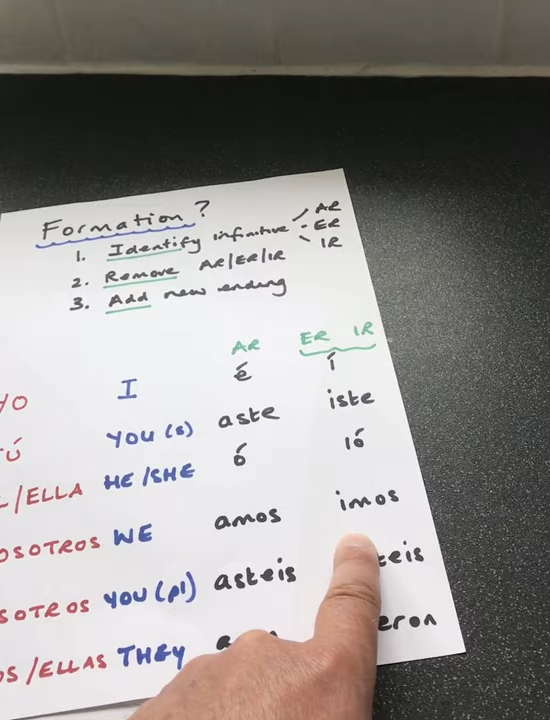 Formation?
1. Identify infinitive AR
ER
IR
2. Remove AR/ER/IR
3. Add new ending
AR ER IR
YO I é í
TÚ YOU (s) aste iste
L/ELLA HE/SHE ó ió
OSOTROS WE amos imos
SOTROS YOU (pl) asteis teis
OS/ELLAS THEY eron